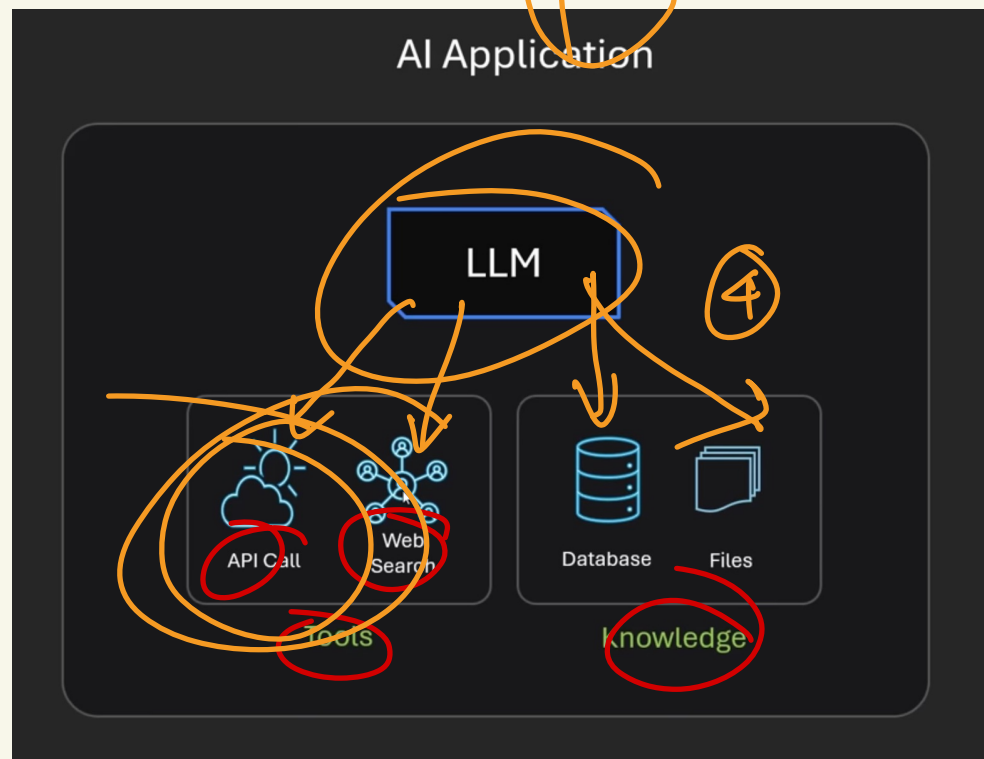 AI Application
LLM
4
API Call
Web
Search
Database
Files
Tools
Knowledge